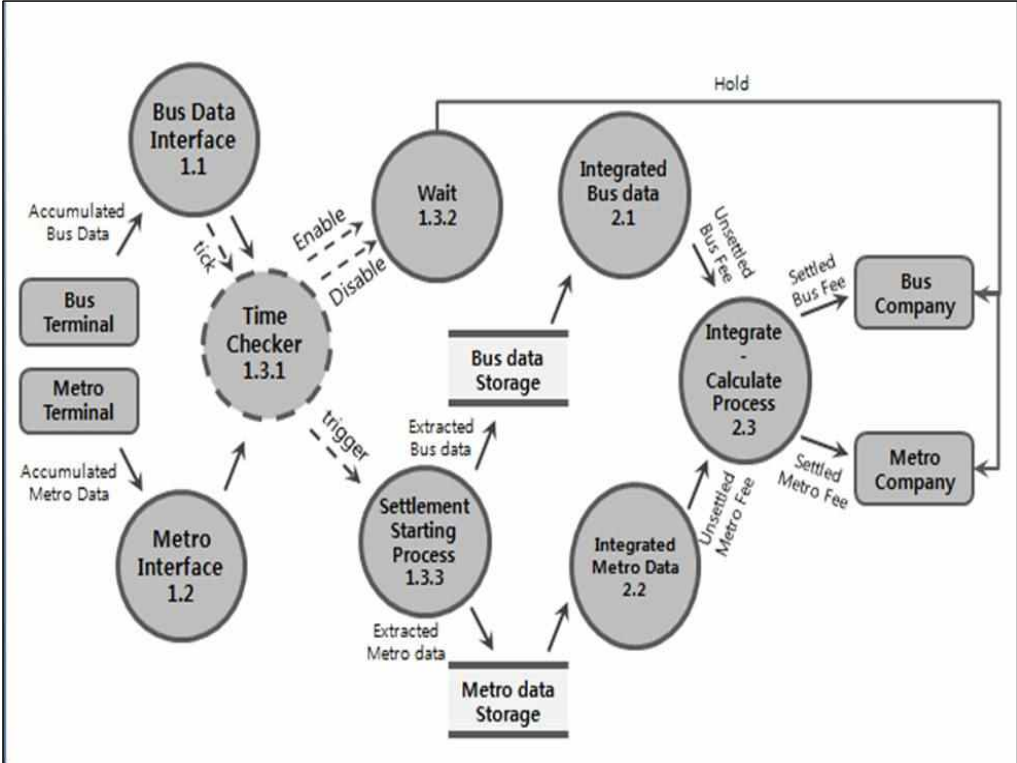 Hold
Bus Data
Interface
1.1
Wait
1.3.2
Integrated
Bus data
2.1
Accumulated
Bus Data
tick
Enable
Disable
Unsettled
Bus Fee
Settled
Bus Fee
Bus
Company
Bus
Terminal
Time
Checker
1.3.1
Bus data
Storage
Integrate
-
Calculate
Process
2.3
Metro
Terminal
trigger
Extracted
Bus data
Accumulated
Metro Data
Settled
Metro Fee
Metro
Company
Metro
Interface
1.2
Settlement
Starting
Process
1.3.3
Integrated
Metro Data
2.2
Unsettled
Metro Fee
Extracted
Metro data
Metro data
Storage